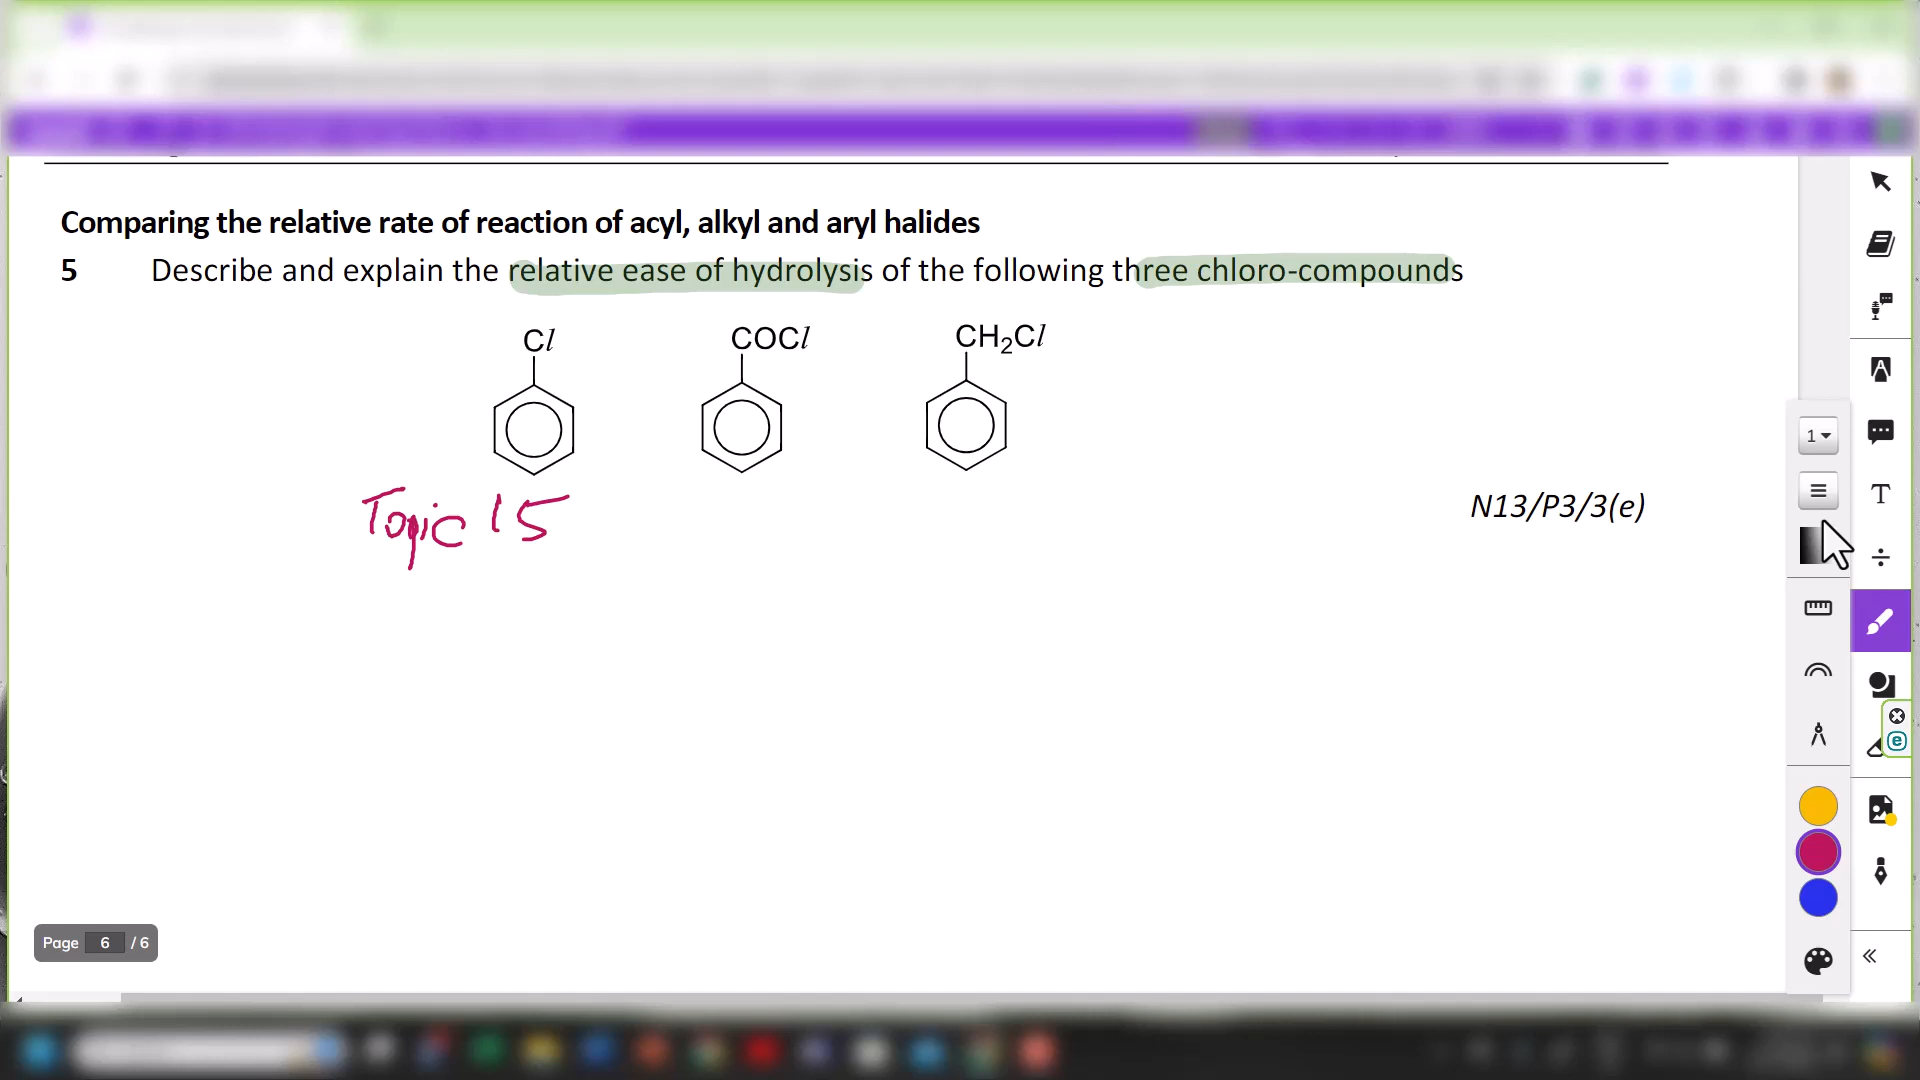 Comparing the relative rate of reaction of acyl, alkyl and aryl halides
5 Describe and explain the relative ease of hydrolysis of the following three chloro-compounds
Cl COCl CH₂Cl
Topic 15
N13/P3/3(e)
1
T
e
Page 6 / 6